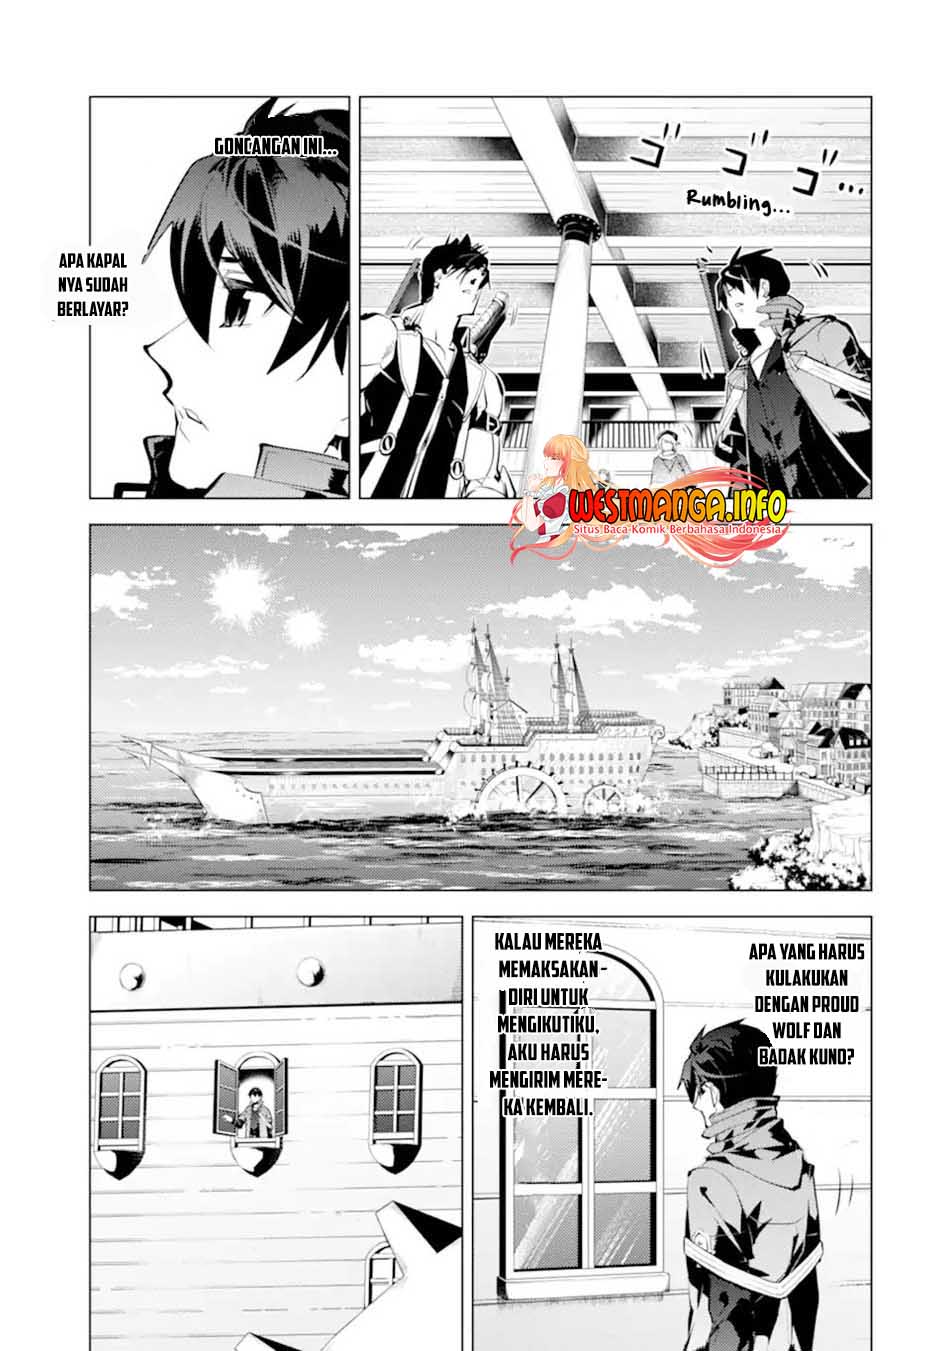 ゴ ゴ ゴ...
Rumbling...
GONCANGAN INI...
APA KAPAL
NYA SUDAH
BERLAYAR?
WESTMANGA.INFO
Situs Baca Komik Berbahasa Indonesia
APA YANG HARUS
KULAKUKAN
DENGAN PROUD
WOLF DAN
BADAK KUNO?
KALAU MEREKA
MEMAKSAKAN-
DIRI UNTUK
MENGIKUTIKU,
AKU HARUS
MENGIRIM MERE-
KA KEMBALI.